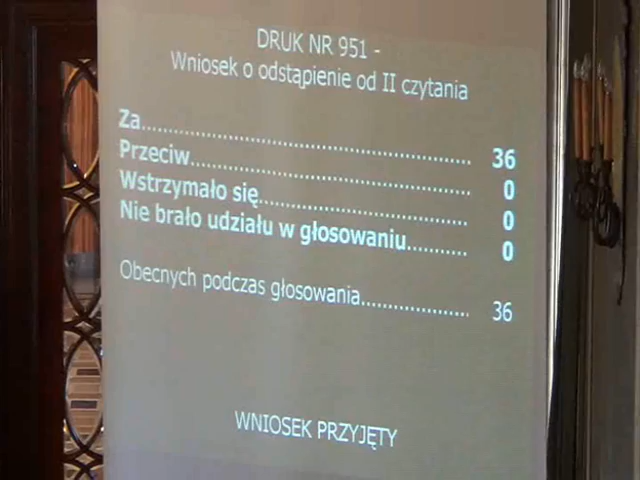 DRUK NR 951 -
Wniosek o odstąpienie od II czytania
Za.......................................................... 36
Przeciw................................................. 0
Wstrzymało się..................................... 0
Nie brało udziału w głosowaniu.......... 0
Obecnych podczas głosowania.................. 36
WNIOSEK PRZYJĘTY